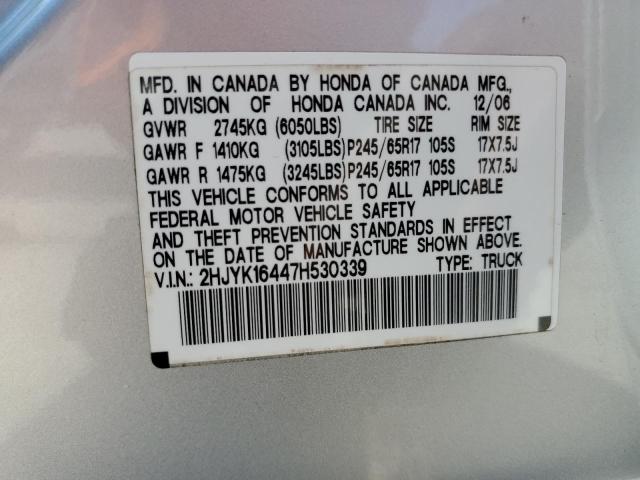 MFD. IN CANADA BY HONDA OF CANADA MFG.,
A DIVISION OF HONDA CANADA INC. 12/06
GVWR 2745KG (6050LBS) TIRE SIZE RIM SIZE
GAWR F 1410KG (3105LBS) P245/65R17 105S 17X7.5J
GAWR R 1475KG (3245LBS) P245/65R17 105S 17X7.5J
THIS VEHICLE CONFORMS TO ALL APPLICABLE
FEDERAL MOTOR VEHICLE SAFETY
AND THEFT PREVENTION STANDARDS IN EFFECT
ON THE DATE OF MANUFACTURE SHOWN ABOVE.
V.I.N.: 2HJYK16447H530339 TYPE: TRUCK